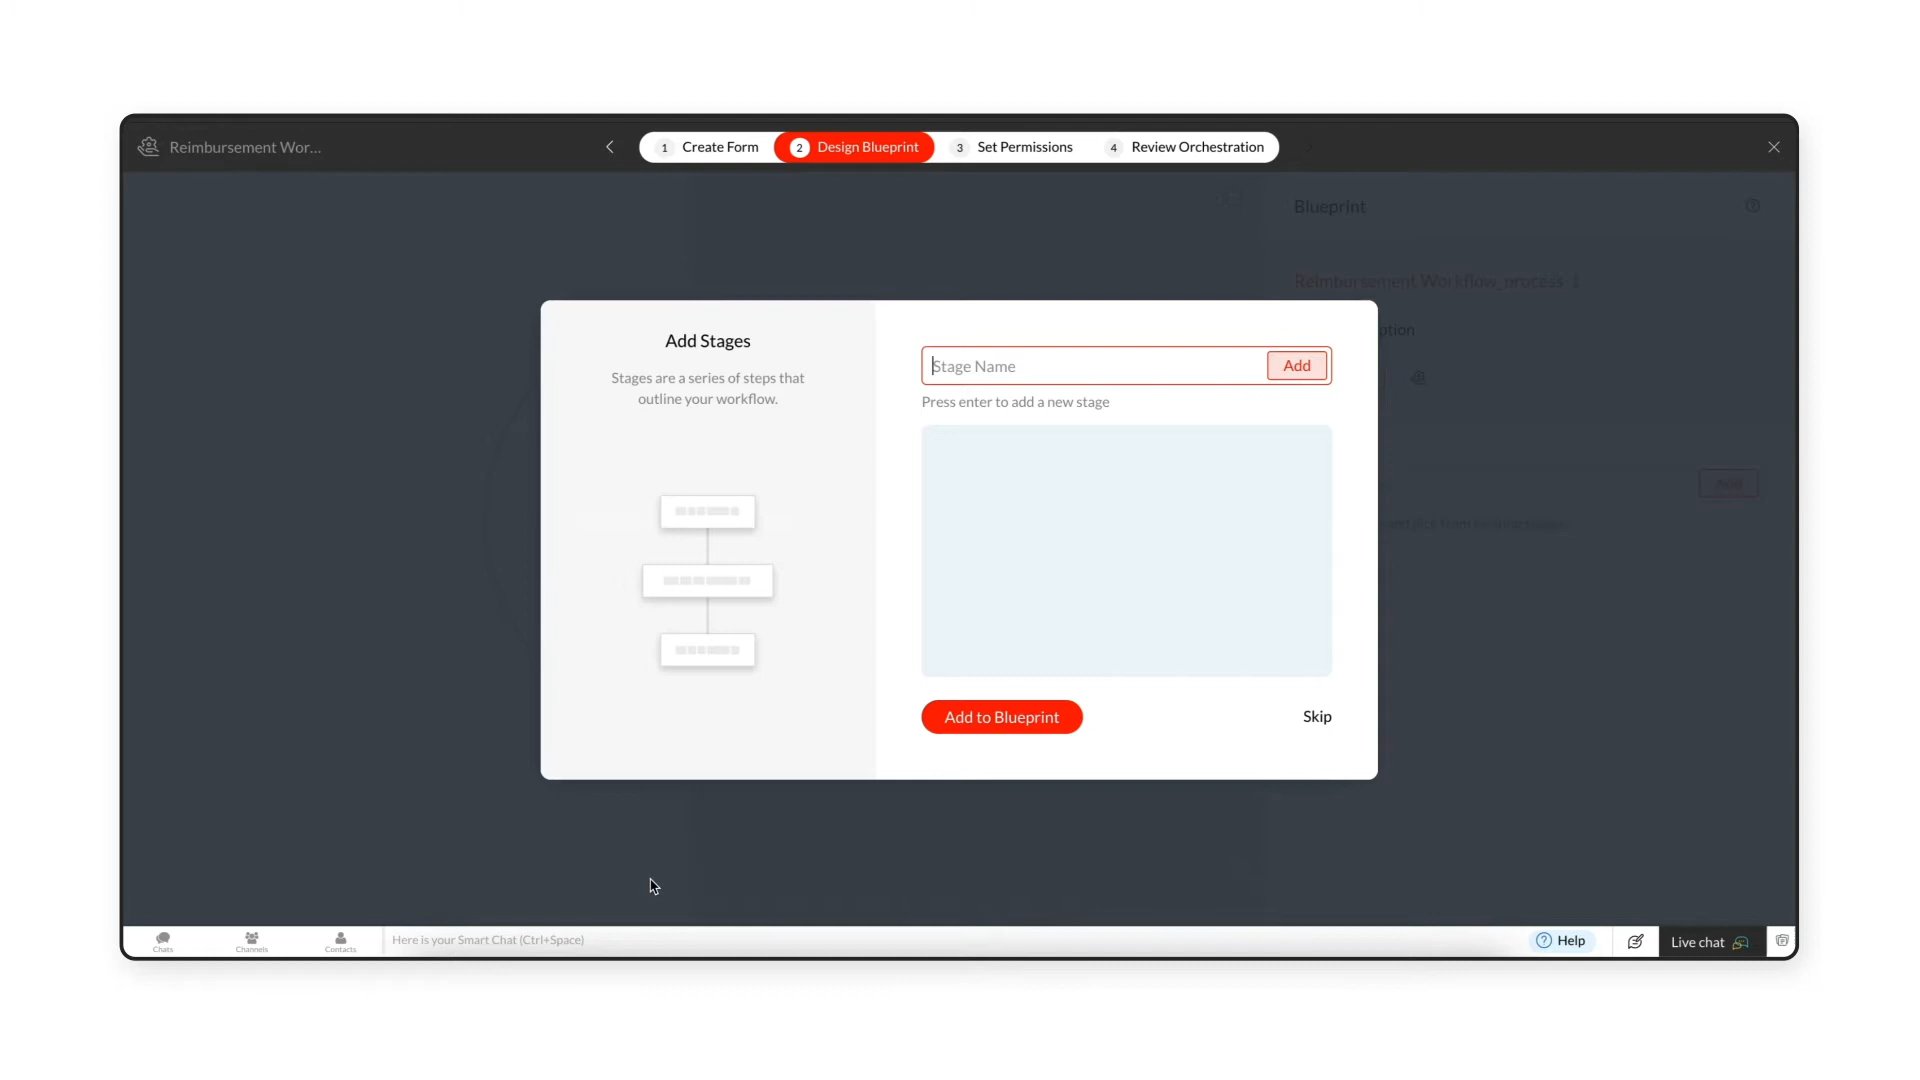 Reimbursement Wor...
1 Create Form
2 Design Blueprint
3 Set Permissions
4 Review Orchestration
Blueprint
Reimbursement Workflow_process
Add Stages
Stages are a series of steps that
outline your workflow.
Stage Name
Add
Press enter to add a new stage
Add
Add to Blueprint
Skip
Chats
Channels
Contacts
Here is your Smart Chat (Ctrl+Space)
Help
Live chat